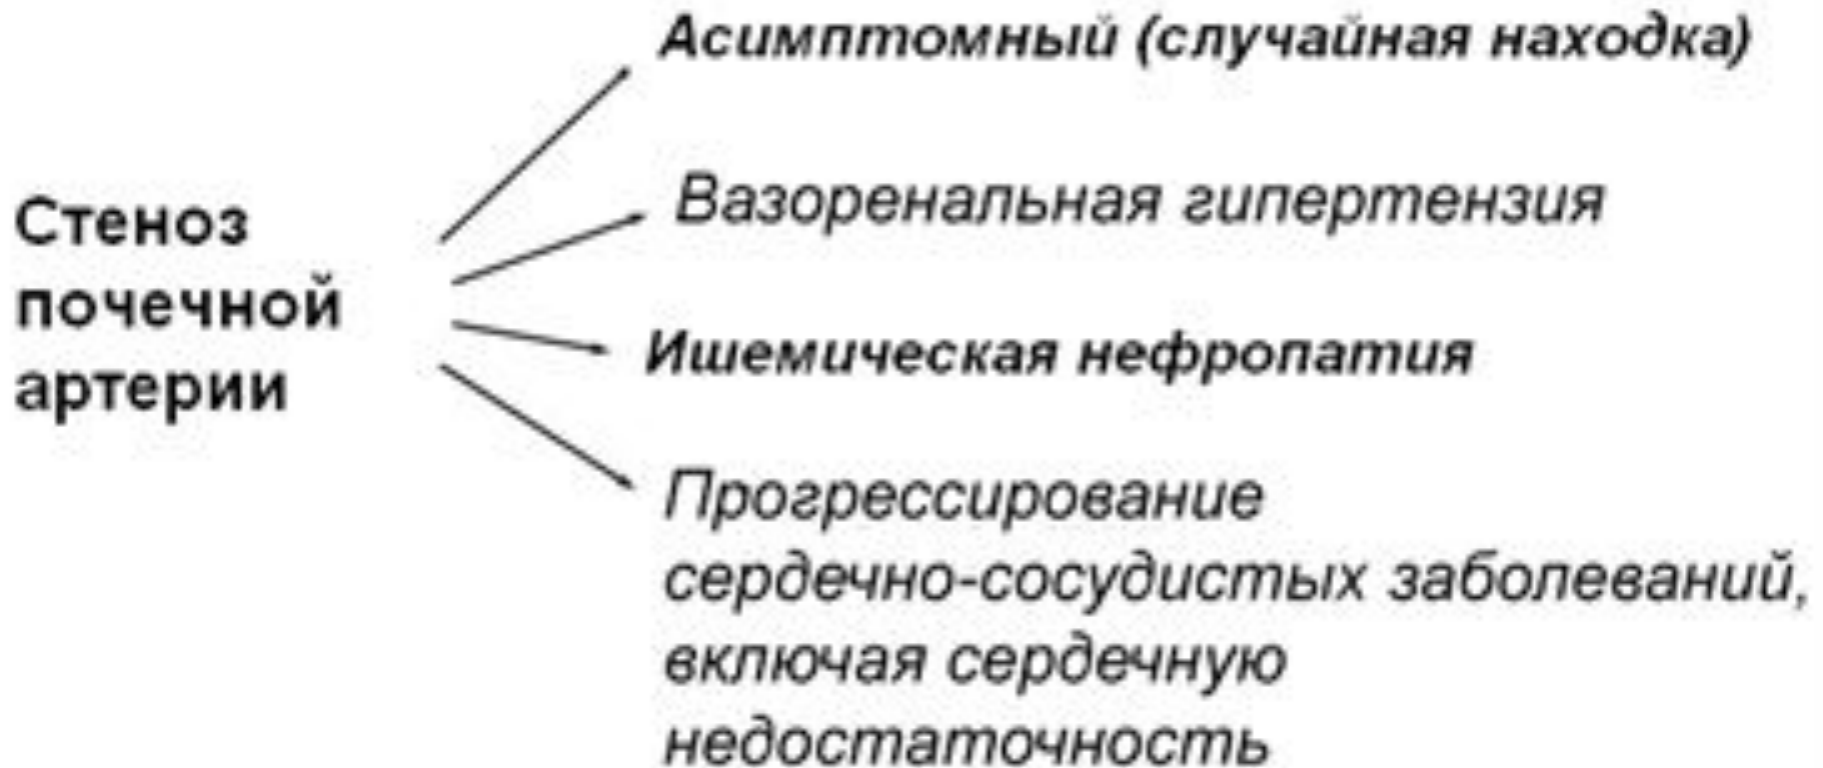 Стеноз
почечной
артерии
Асимптомный (случайная находка)
Вазоренальная гипертензия
Ишемическая нефропатия
Прогрессирование
сердечно-сосудистых заболеваний,
включая сердечную
недостаточность